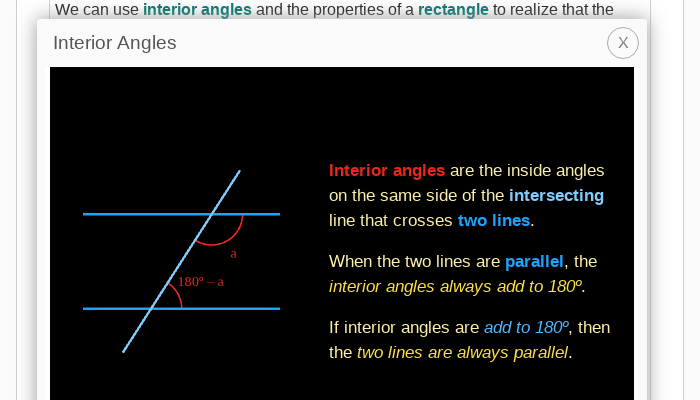 We can use interior angles and the properties of a rectangle to realize that the
Interior Angles
X
Interior angles are the inside angles
on the same side of the intersecting
line that crosses two lines.
a
When the two lines are parallel, the
180º – a
interior angles always add to 180º.
If interior angles are add to 180º, then
the two lines are always parallel.